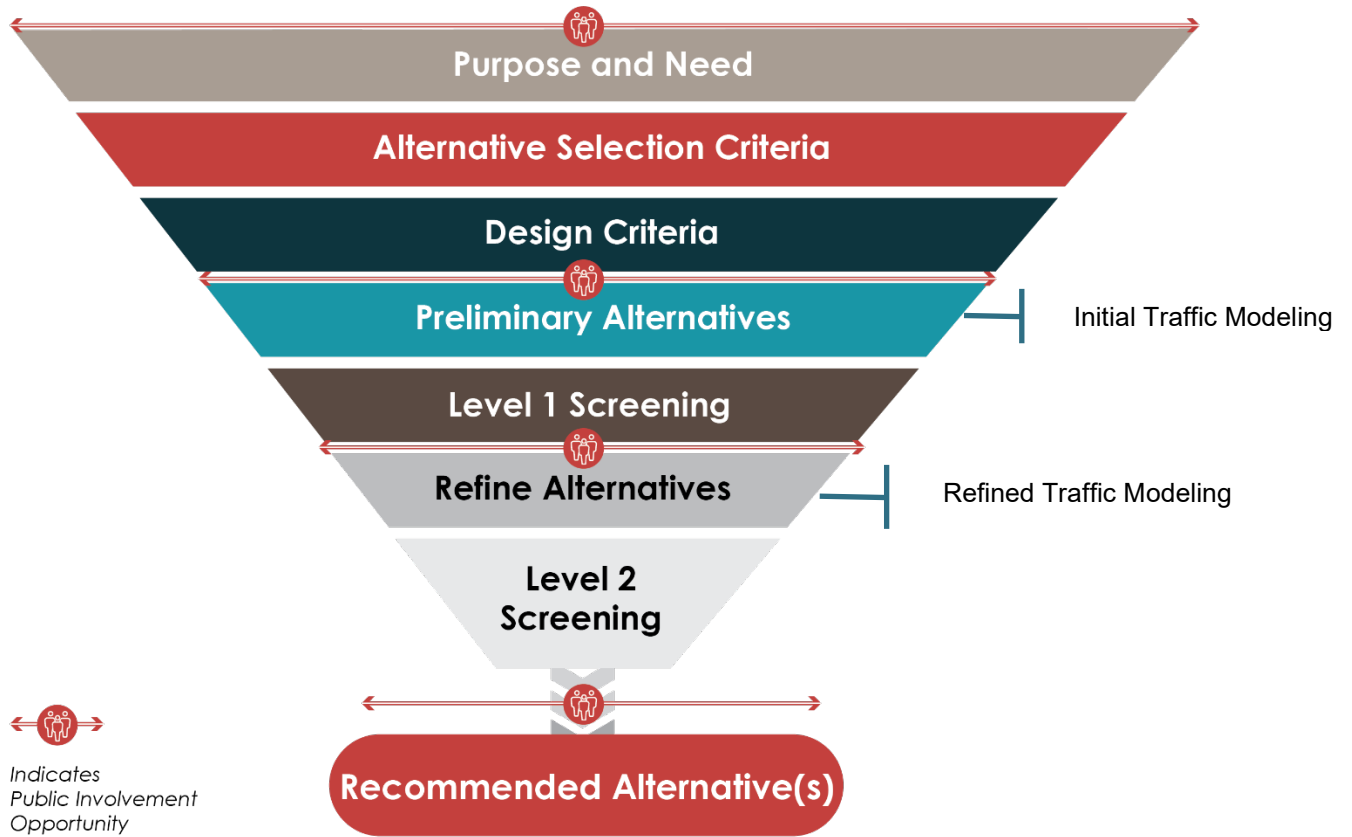 Purpose and Need
Alternative Selection Criteria
Design Criteria
Preliminary Alternatives
Initial Traffic Modeling
Level 1 Screening
Refine Alternatives
Refined Traffic Modeling
Level 2
Screening
Recommended Alternative(s)
Indicates
Public Involvement
Opportunity